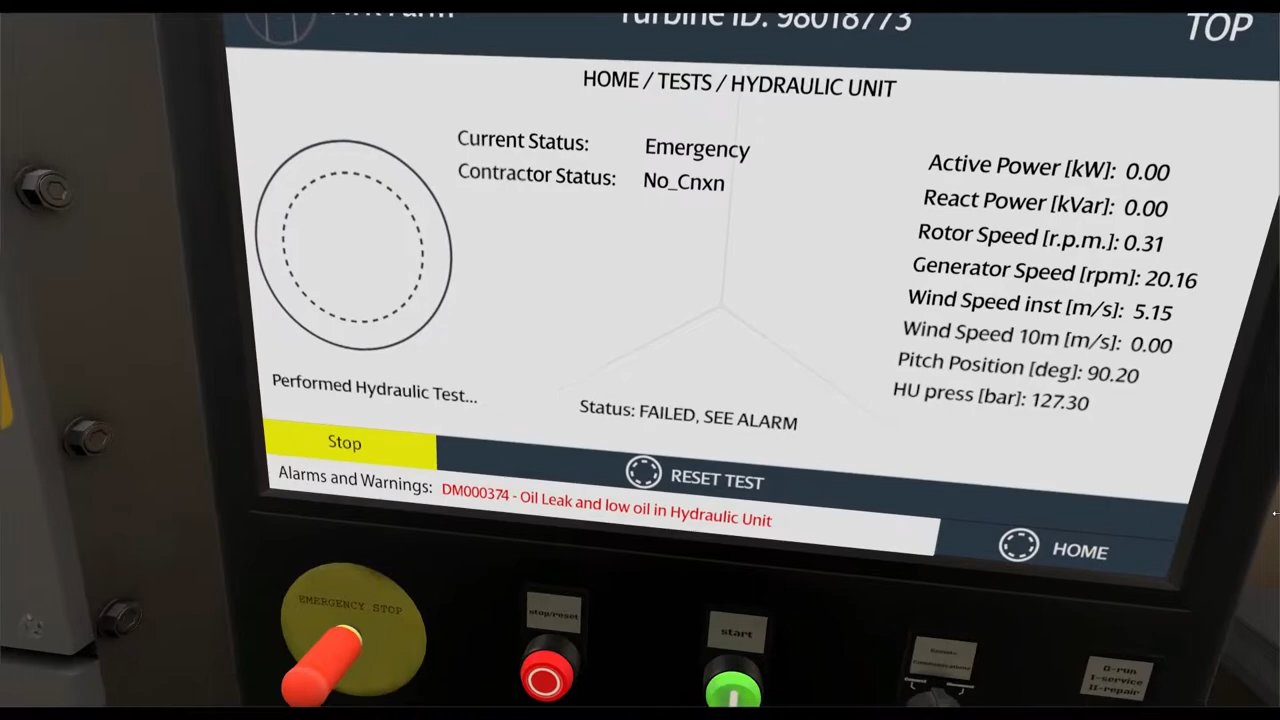 Turbine ID: 98018773
TOP
HOME / TESTS / HYDRAULIC UNIT
Current Status: Emergency
Contractor Status: No_Cnxn
Active Power [kW]: 0.00
React Power [kVar]: 0.00
Rotor Speed [r.p.m.]: 0.31
Generator Speed [rpm]: 20.16
Wind Speed inst [m/s]: 5.15
Wind Speed 10m [m/s]: 0.00
Pitch Position [deg]: 90.20
HU press [bar]: 127.30
Performed Hydraulic Test...
Status: FAILED, SEE ALARM
Stop
RESET TEST
Alarms and Warnings: DM000374 - Oil Leak and low oil in Hydraulic Unit
HOME
EMERGENCY STOP
stop/reset
start
0-run
I-service
II-repair